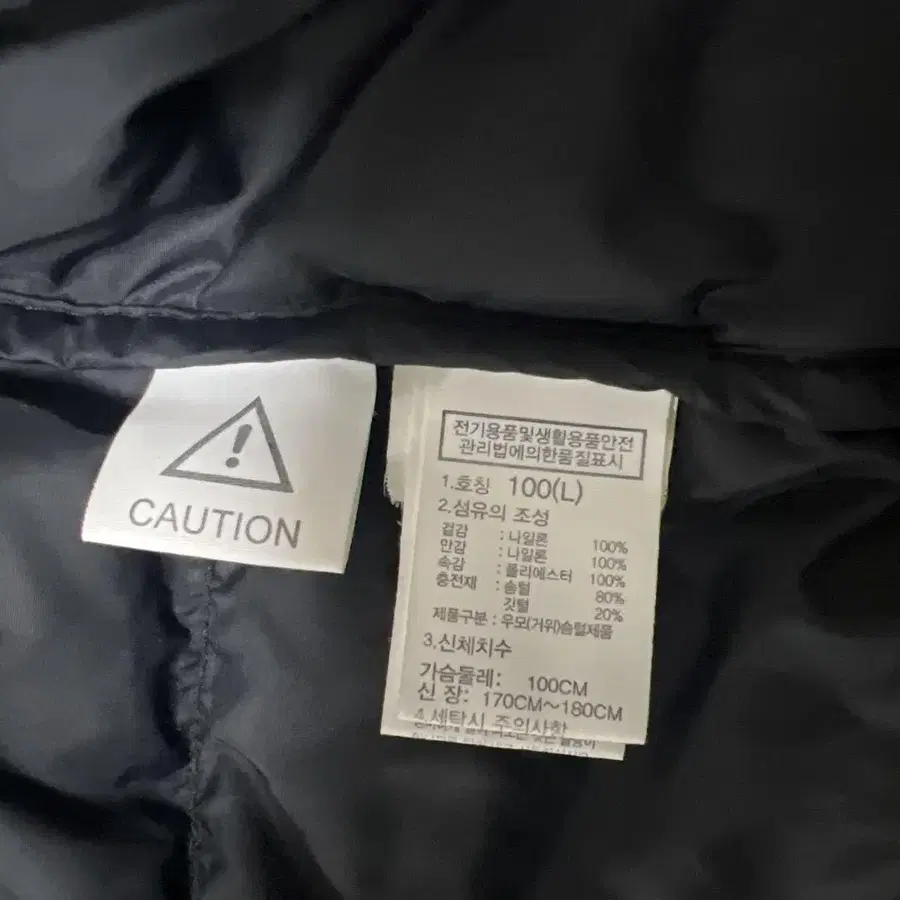 CAUTION
전기용품및생활용품안전
관리법에의한품질표시
1.호칭 100(L)
2.섬유의 조성
겉감 : 나일론 100%
안감 : 나일론 100%
속감 : 폴리에스터 100%
충전재 : 솜털 80%
깃털 20%
제품구분 : 우모(거위)솜털제품
3.신체치수
가슴둘레: 100CM
신 장: 170CM~180CM
4.세탁시 주의사항